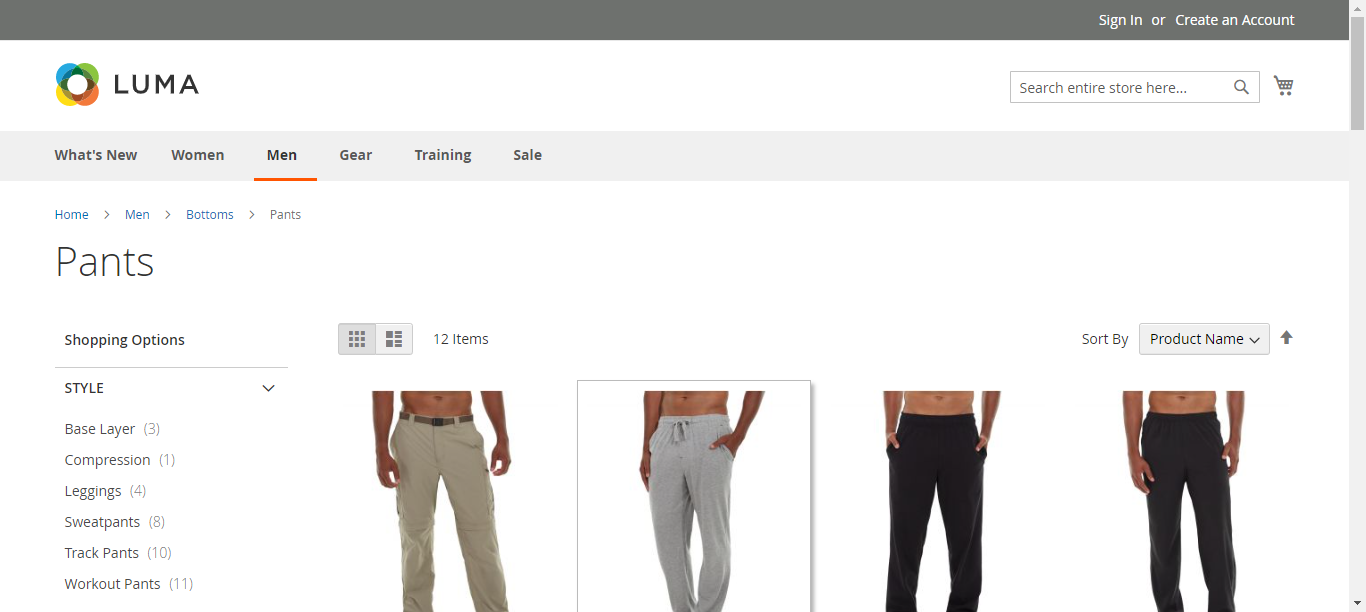 Sign In or Create an Account
LUMA
Search entire store here...
What's New Women Men Gear Training Sale
Home > Men > Bottoms > Pants
Pants
Shopping Options
12 Items
Sort By Product Name
STYLE
Base Layer (3)
Compression (1)
Leggings (4)
Sweatpants (8)
Track Pants (10)
Workout Pants (11)